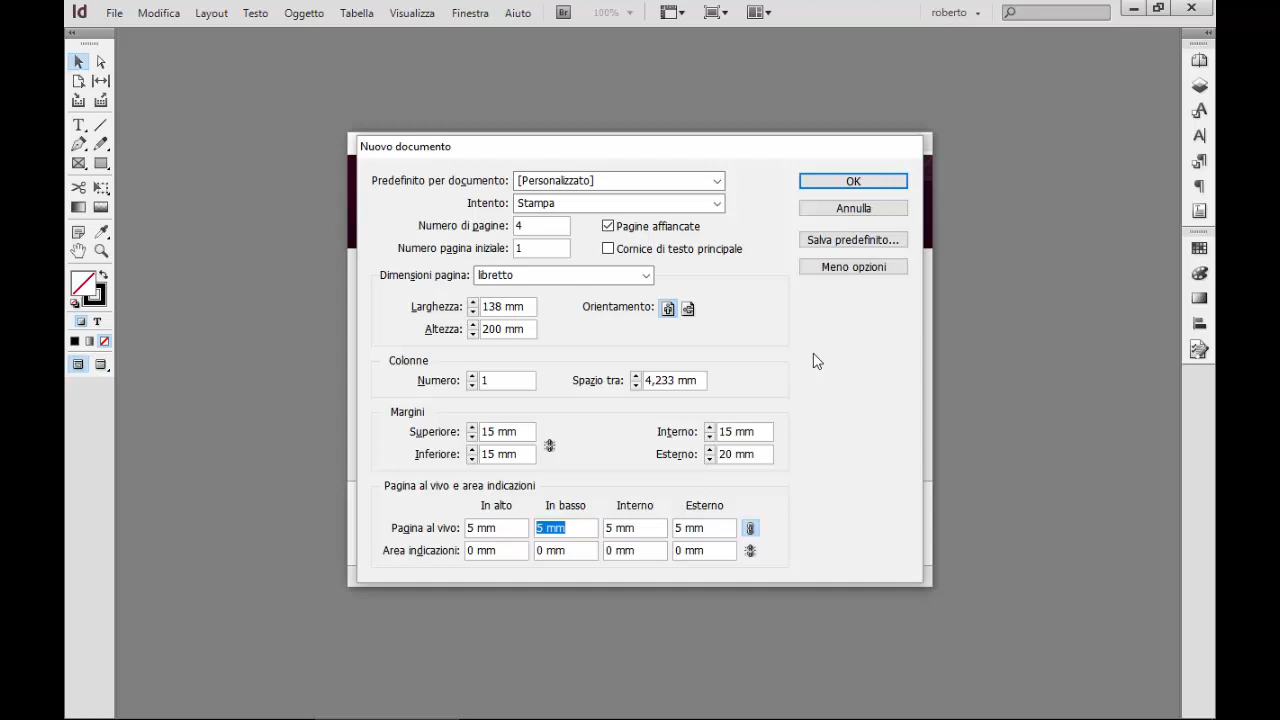 Id File Modifica Layout Testo Oggetto Tabella Visualizza Finestra Aiuto Br 100% roberto
Nuovo documento
Predefinito per documento: [Personalizzato] OK
Intento: Stampa Annulla
Numero di pagine: 4 Pagine affiancate
Salva predefinito...
Numero pagina iniziale: 1 Cornice di testo principale
Meno opzioni
Dimensioni pagina: libretto
Larghezza: 138 mm Orientamento:
Altezza: 200 mm
Colonne
Numero: 1 Spazio tra: 4,233 mm
Margini
Superiore: 15 mm Interno: 15 mm
Inferiore: 15 mm Esterno: 20 mm
Pagina al vivo e area indicazioni
In alto In basso Interno Esterno
Pagina al vivo: 5 mm 5 mm 5 mm 5 mm
Area indicazioni: 0 mm 0 mm 0 mm 0 mm